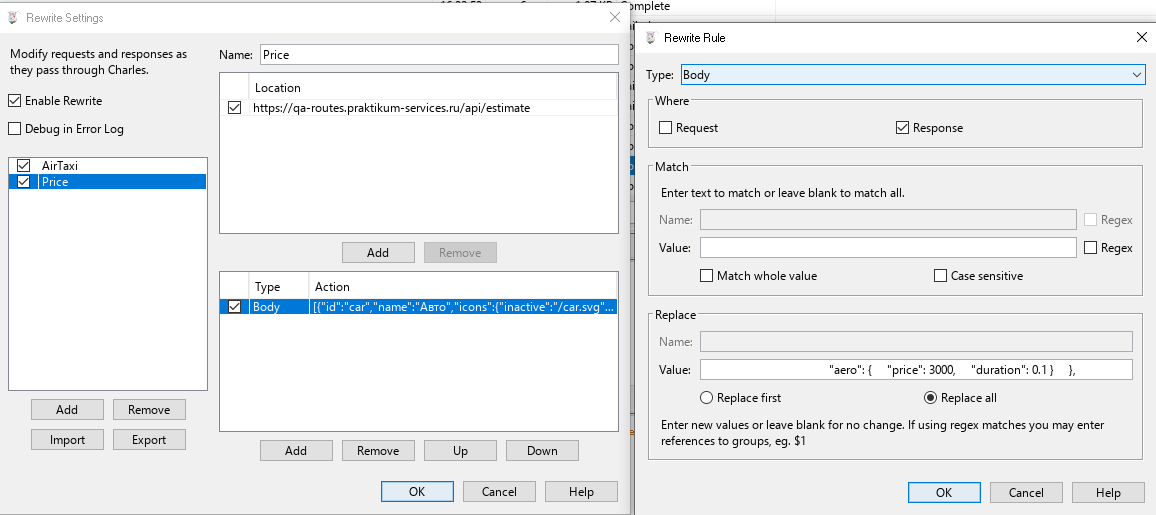 Complete
Rewrite Settings
Modify requests and responses as
they pass through Charles.
Enable Rewrite
Debug in Error Log
AirTaxi
Price
Add
Remove
Import
Export
Name:
Price
Location
https://qa-routes.praktikum-services.ru/api/estimate
Add
Remove
Type
Action
Body
[{"id":"car","name":"Авто","icons":{"inactive":"/car.svg"...
Add
Remove
Up
Down
OK
Cancel
Help
Rewrite Rule
Type:
Body
Where
Request
Response
Match
Enter text to match or leave blank to match all.
Name:
Regex
Value:
Regex
Match whole value
Case sensitive
Replace
Name:
Value:
"aero": { "price": 3000, "duration": 0.1 } },
Replace first
Replace all
Enter new values or leave blank for no change. If using regex matches you may enter
references to groups, eg. $1
OK
Cancel
Help